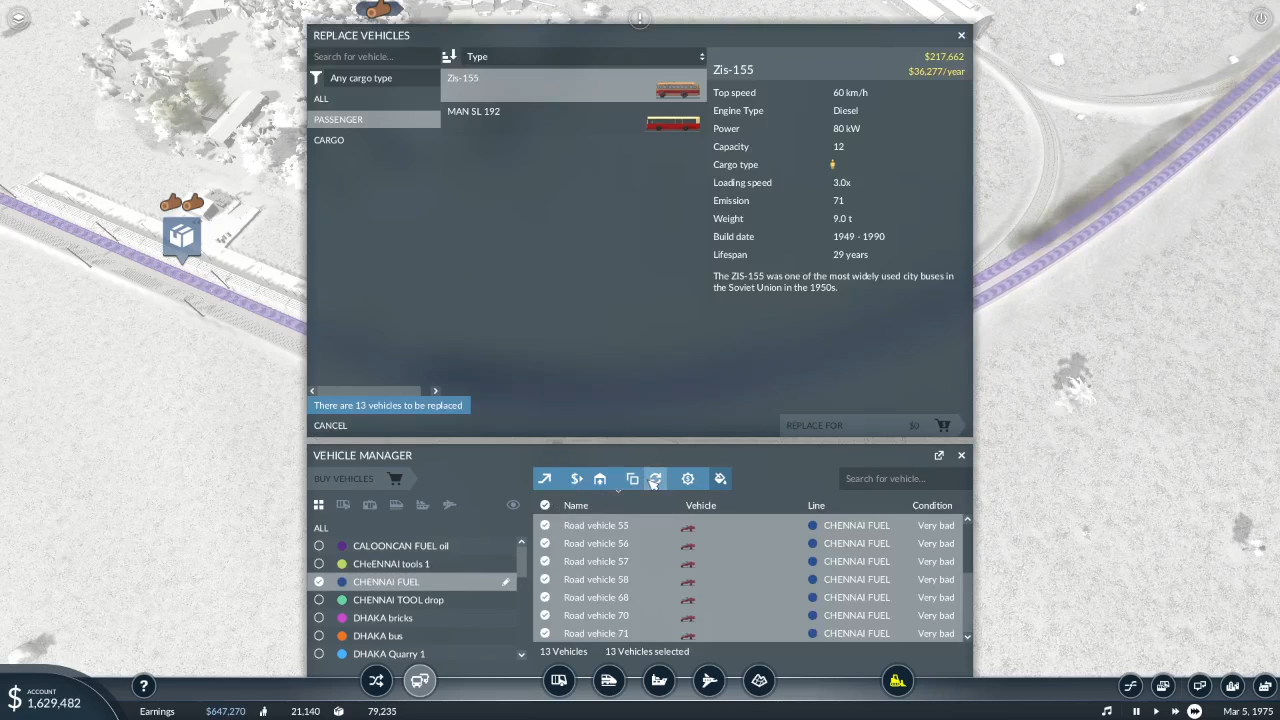 REPLACE VEHICLES
Search for vehicle...
Type
Any cargo type
ALL
PASSENGER
CARGO
Zis-155
MAN SL 192
$217,662
Zis-155
$36,277/year
Top speed 60 km/h
Engine Type Diesel
Power 80 kW
Capacity 12
Cargo type
Loading speed 3.0x
Emission 71
Weight 9.0 t
Build date 1949 - 1990
Lifespan 29 years
The ZIS-155 was one of the most widely used city buses in
the Soviet Union in the 1950s.
There are 13 vehicles to be replaced
CANCEL
REPLACE FOR $0
VEHICLE MANAGER
BUY VEHICLES
Search for vehicle...
ALL
CALOONCAN FUEL oil
CHeENNAI tools 1
CHENNAI FUEL
CHENNAI TOOL drop
DHAKA bricks
DHAKA bus
DHAKA Quarry 1
Name Vehicle Line Condition
Road vehicle 55 CHENNAI FUEL Very bad
Road vehicle 56 CHENNAI FUEL Very bad
Road vehicle 57 CHENNAI FUEL Very bad
Road vehicle 58 CHENNAI FUEL Very bad
Road vehicle 68 CHENNAI FUEL Very bad
Road vehicle 70 CHENNAI FUEL Very bad
Road vehicle 71 CHENNAI FUEL Very bad
13 Vehicles 13 Vehicles selected
$ ACCOUNT
1,629,482
?
Earnings $647,270 21,140 79,235
Mar 5, 1975